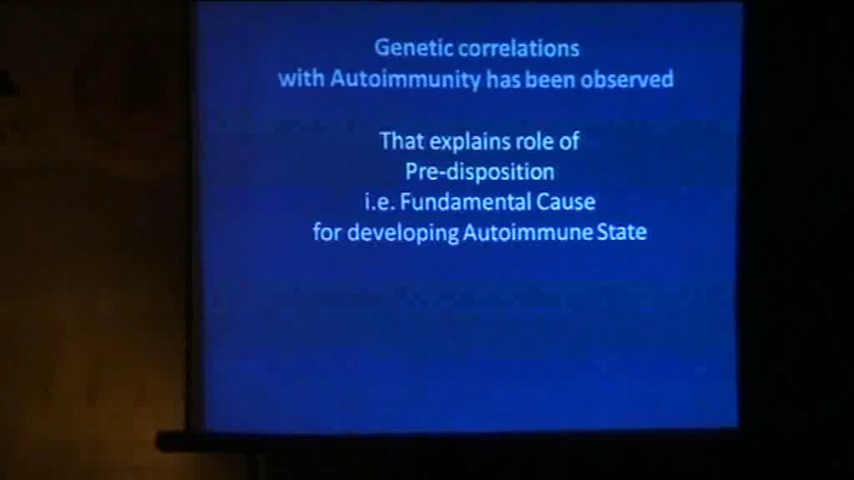 Genetic correlations
with Autoimmunity has been observed
That explains role of
Pre-disposition
i.e. Fundamental Cause
for developing Autoimmune State